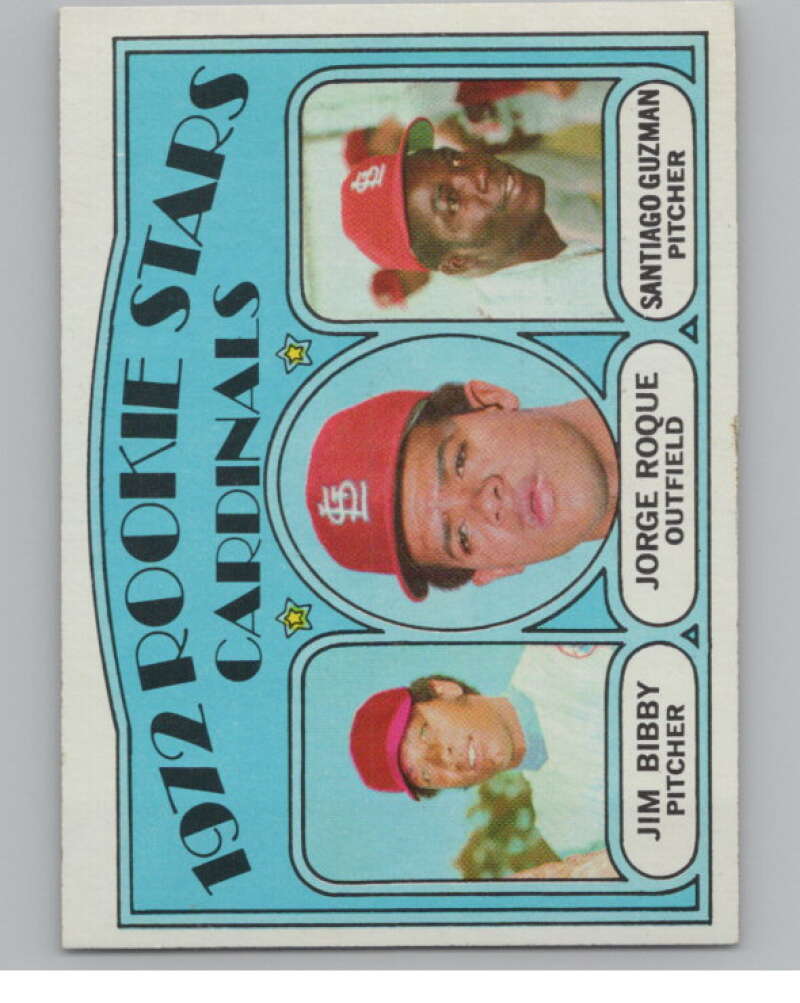 1972 ROOKIE STARS
CARDINALS
JIM BIBBY
PITCHER
JORGE ROQUE
OUTFIELD
SANTIAGO GUZMAN
PITCHER